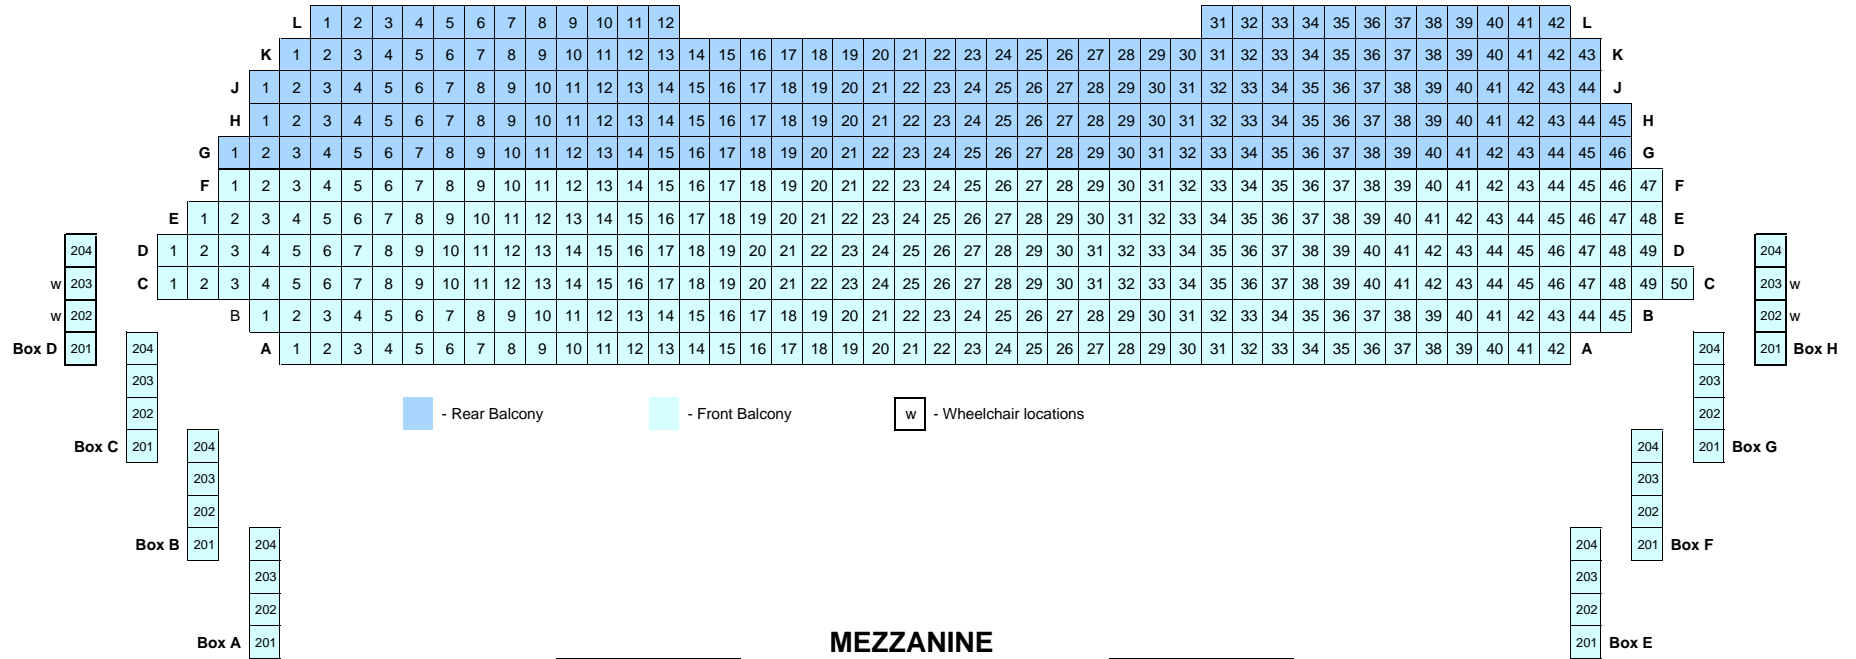 L 1 2 3 4 5 6 7 8 9 10 11 12 31 32 33 34 35 36 37 38 39 40 41 42 L
K 1 2 3 4 5 6 7 8 9 10 11 12 13 14 15 16 17 18 19 20 21 22 23 24 25 26 27 28 29 30 31 32 33 34 35 36 37 38 39 40 41 42 43 K
J 1 2 3 4 5 6 7 8 9 10 11 12 13 14 15 16 17 18 19 20 21 22 23 24 25 26 27 28 29 30 31 32 33 34 35 36 37 38 39 40 41 42 43 44 J
H 1 2 3 4 5 6 7 8 9 10 11 12 13 14 15 16 17 18 19 20 21 22 23 24 25 26 27 28 29 30 31 32 33 34 35 36 37 38 39 40 41 42 43 44 45 H
G 1 2 3 4 5 6 7 8 9 10 11 12 13 14 15 16 17 18 19 20 21 22 23 24 25 26 27 28 29 30 31 32 33 34 35 36 37 38 39 40 41 42 43 44 45 46 G
F 1 2 3 4 5 6 7 8 9 10 11 12 13 14 15 16 17 18 19 20 21 22 23 24 25 26 27 28 29 30 31 32 33 34 35 36 37 38 39 40 41 42 43 44 45 46 47 F
E 1 2 3 4 5 6 7 8 9 10 11 12 13 14 15 16 17 18 19 20 21 22 23 24 25 26 27 28 29 30 31 32 33 34 35 36 37 38 39 40 41 42 43 44 45 46 47 48 E
204 D 1 2 3 4 5 6 7 8 9 10 11 12 13 14 15 16 17 18 19 20 21 22 23 24 25 26 27 28 29 30 31 32 33 34 35 36 37 38 39 40 41 42 43 44 45 46 47 48 49 D 204
w 203 C 1 2 3 4 5 6 7 8 9 10 11 12 13 14 15 16 17 18 19 20 21 22 23 24 25 26 27 28 29 30 31 32 33 34 35 36 37 38 39 40 41 42 43 44 45 46 47 48 49 50 C 203 w
w 202 B 1 2 3 4 5 6 7 8 9 10 11 12 13 14 15 16 17 18 19 20 21 22 23 24 25 26 27 28 29 30 31 32 33 34 35 36 37 38 39 40 41 42 43 44 45 B 202 w
Box D 201 204 A 1 2 3 4 5 6 7 8 9 10 11 12 13 14 15 16 17 18 19 20 21 22 23 24 25 26 27 28 29 30 31 32 33 34 35 36 37 38 39 40 41 42 A 204 201 Box H
203 203
202 - Rear Balcony - Front Balcony w - Wheelchair locations 202
Box C 201 204 204 201 Box G
203 203
202 202
Box B 201 204 204 201 Box F
203 203
202 202
Box A 201 MEZZANINE 201 Box E